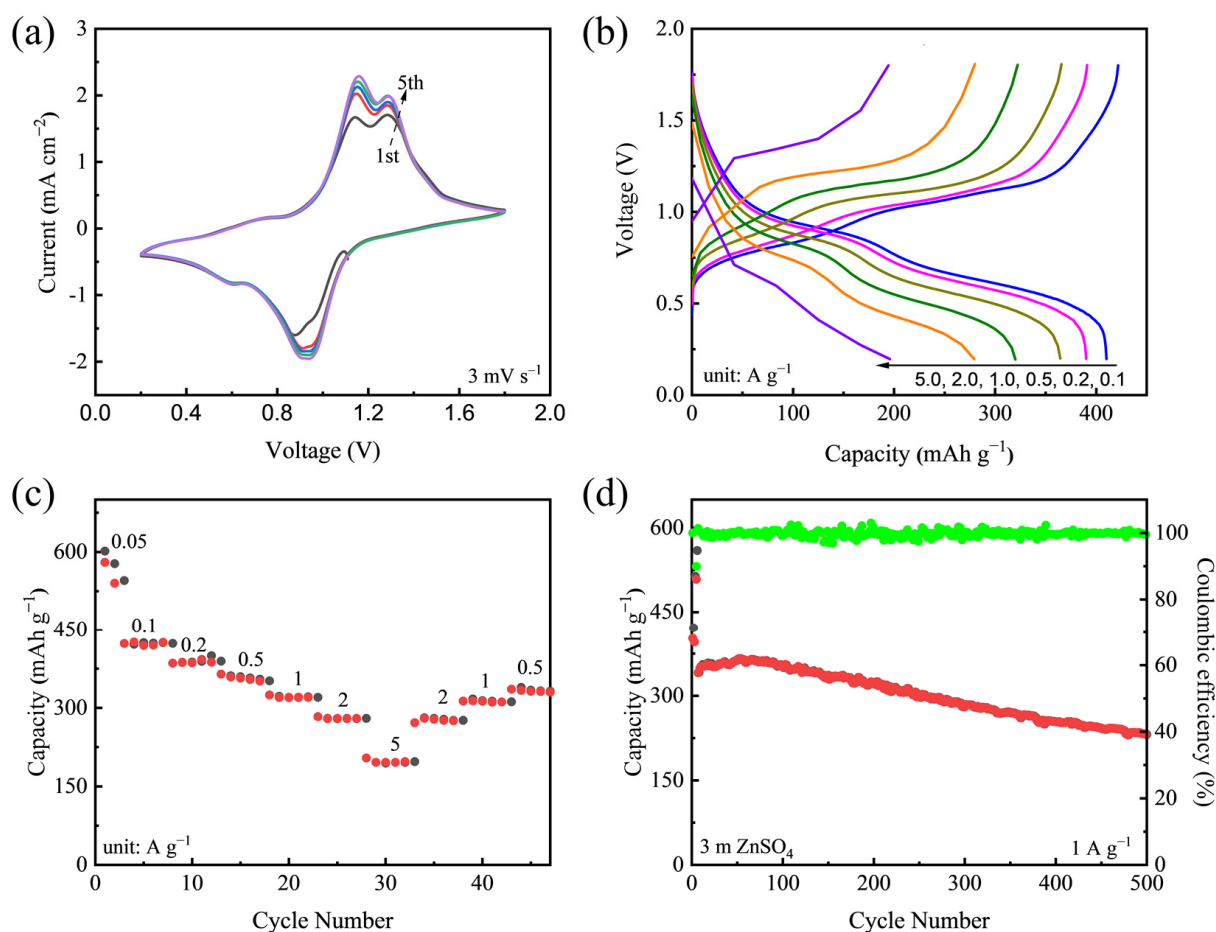 (a)
3
2
1
0
-1
-2
Current (mA cm⁻²)
5th
1st
3 mV s⁻¹
0.0 0.4 0.8 1.2 1.6 2.0
Voltage (V)
(b)
2.0
1.5
1.0
0.5
0.0
Voltage (V)
unit: A g⁻¹
5.0, 2.0, 1.0, 0.5, 0.2, 0.1
0 100 200 300 400
Capacity (mAh g⁻¹)
(c)
600
450
300
150
0
Capacity (mAh g⁻¹)
0.05
0.1
0.2
0.5
1
2
5
2
1
0.5
unit: A g⁻¹
0 10 20 30 40
Cycle Number
(d)
600
450
300
150
0
Capacity (mAh g⁻¹)
100
80
60
40
20
0
Coulombic efficiency (%)
3 m ZnSO₄
1 A g⁻¹
0 100 200 300 400 500
Cycle Number